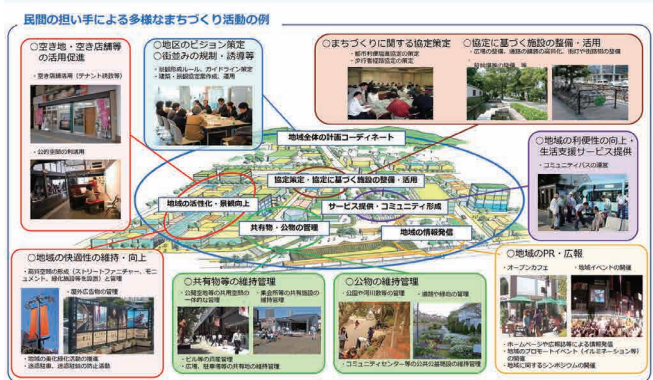 民間の担い手による多様なまちづくり活動の例
○空き地・空き店舗等
の活用促進
・空き店舗活用(テナント誘致等)
・公的空間の利活用
○地区のビジョン策定
○街並みの規制・誘導等
・景観形成ルール、ガイドライン策定
・建築・景観協定案作成、運用
○まちづくりに関する協定策定
・都市利便増進協定の策定
・歩行者経路協定の策定
○協定に基づく施設の整備・活用
・広場の整備、通路の舗装の高質化、街灯や街路樹の整備
・駐輪場等の整備 等
○地域の利便性の向上・
生活支援サービス提供
・コミュニティバスの運営
地域全体の計画コーディネート
協定策定・協定に基づく施設の整備・活用
地域の活性化・景観向上
サービス提供・コミュニティ形成
共有物・公物の管理
地域の情報発信
○地域の快適性の維持・向上
・高質空間の形成(ストリートファニチャー、モニ
ュメント、緑化施設等を設置)と管理
・屋外広告物の管理
・地域の美化緑化活動の推進
・迷惑駐車、迷惑駐輪の防止活動
○共有物等の維持管理
・公開空地等の共用空間の
一体的な管理
・集会所等の共有施設の
維持管理
・ビル等の資産管理
・広場、駐車場等の共有地の維持管理
○公物の維持管理
・公園や河川敷等の管理
・道路や緑地の管理
・コミュニティセンター等の公共公益施設の維持管理
○地域のPR・広報
・オープンカフェ
・地域イベントの開催
・ホームページや広報誌等による情報発信
・地域のプロモートイベント(イルミネーション等)
の開催
・地域に関するシンポジウムの開催